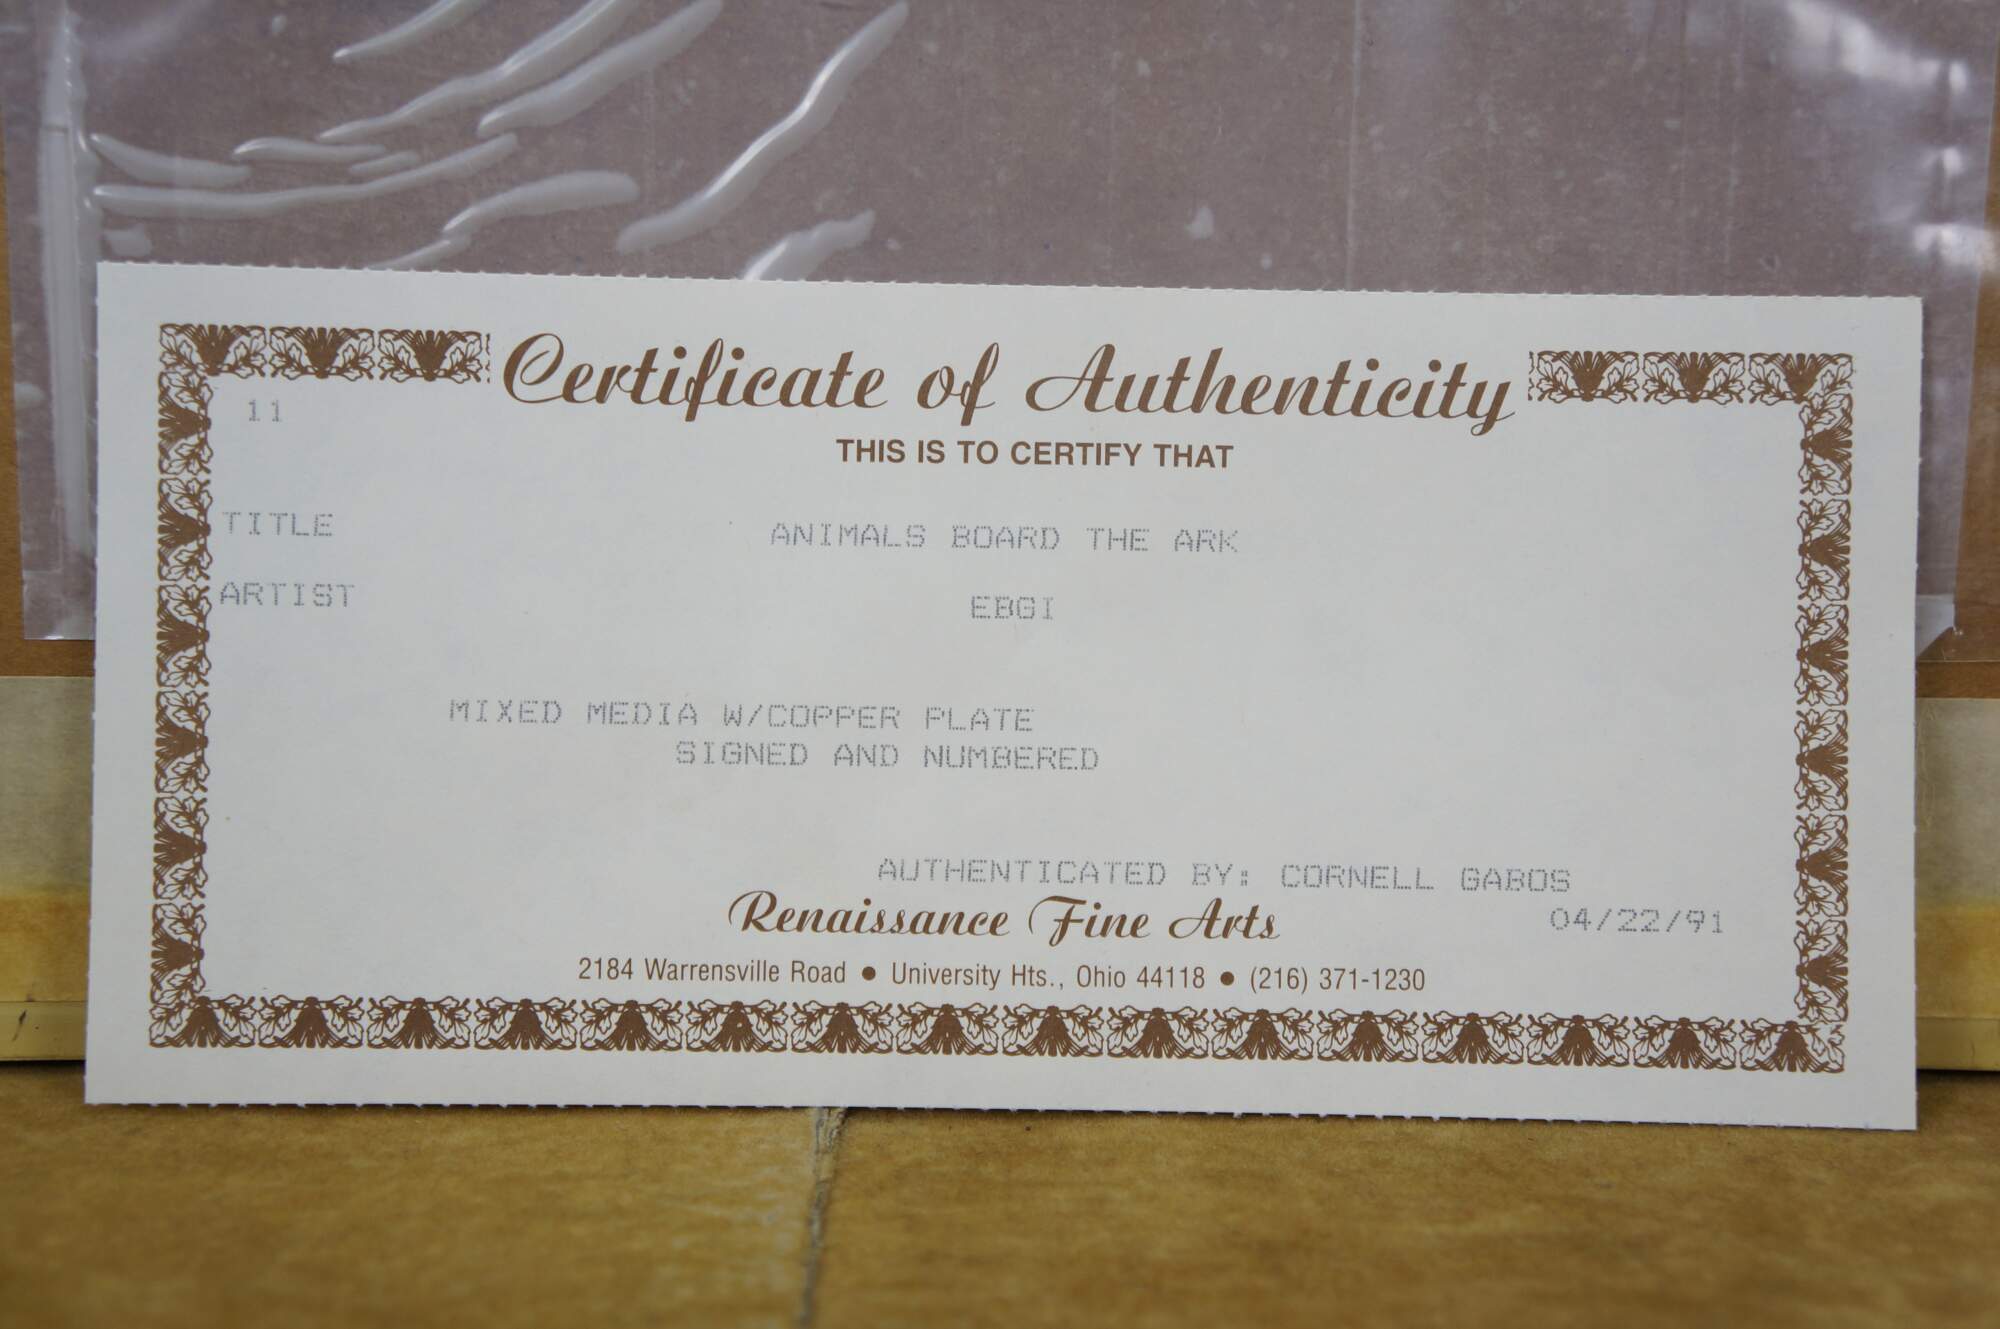 Certificate of Authenticity
11
THIS IS TO CERTIFY THAT
TITLE ANIMALS BOARD THE ARK
ARTIST EBGI
MIXED MEDIA W/COPPER PLATE
SIGNED AND NUMBERED
AUTHENTICATED BY: CORNELL GABOS
Renaissance Fine Arts 04/22/91
2184 Warrensville Road ● University Hts., Ohio 44118 ● (216) 371-1230